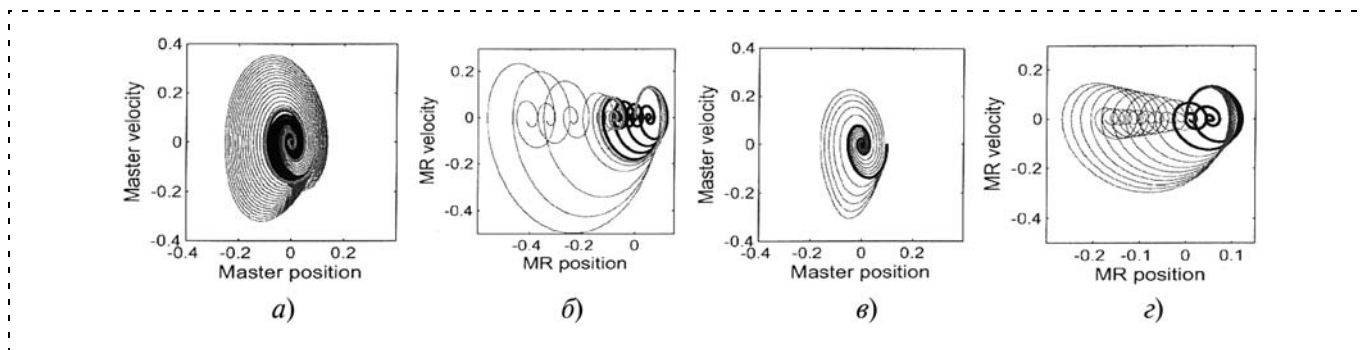 0.4
0.2
0
-0.2
-0.4
-0.4 -0.2 0 0.2
Master velocity
Master position
а)
0.2
0
-0.2
-0.4
-0.4 -0.2 0
MR velocity
MR position
б)
0.4
0.2
0
-0.2
-0.4
-0.4 -0.2 0 0.2
Master velocity
Master position
в)
0.2
0
-0.2
-0.4
-0.2 -0.1 0 0.1
MR velocity
MR position
г)